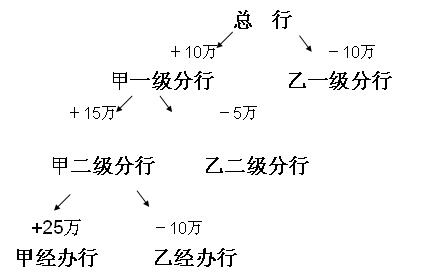 总 行
+10万 -10万
甲一级分行 乙一级分行
+15万 -5万
甲二级分行 乙二级分行
+25万 -10万
甲经办行 乙经办行